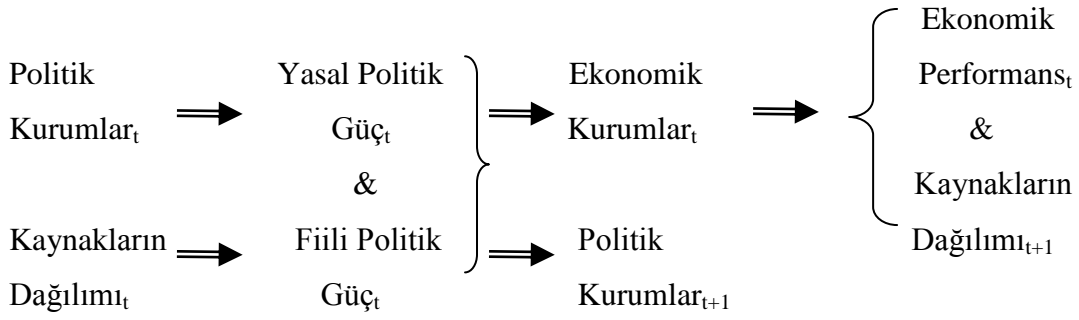 Politik
Kurumlarₜ
Yasal Politik
Güçₜ
&
Fiili Politik
Güçₜ
Kaynakların
Dağılımıₜ
Ekonomik
Kurumlarₜ
Politik
Kurumlarₜ₊₁
Ekonomik
Performansₜ
&
Kaynakların
Dağılımıₜ₊₁